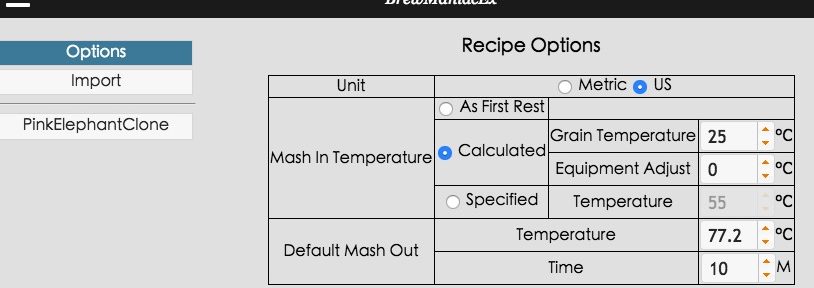 BrewManiacEx
Options
Import
PinkElephantClone
Recipe Options
Unit Metric US
Mash In Temperature
As First Rest
Calculated
Grain Temperature 25 °C
Equipment Adjust 0 °C
Specified Temperature 55 °C
Default Mash Out
Temperature 77.2 °C
Time 10 M